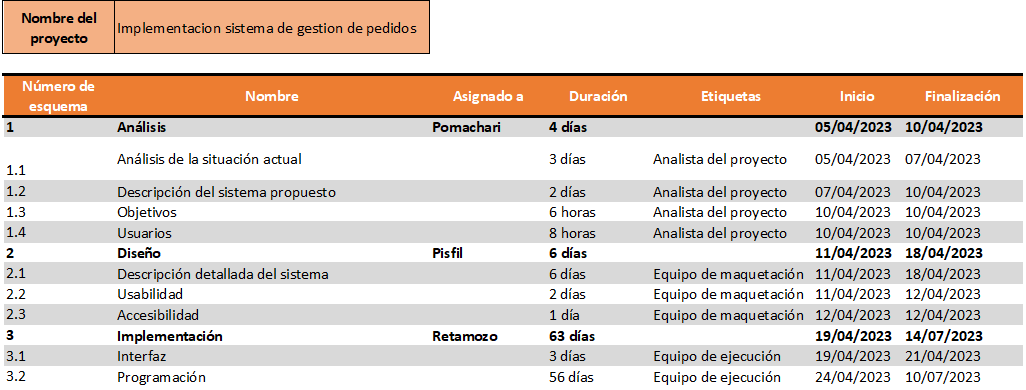 Nombre del proyecto Implementacion sistema de gestion de pedidos
Número de esquema Nombre Asignado a Duración Etiquetas Inicio Finalización
1 Análisis Pomachari 4 días 05/04/2023 10/04/2023
1.1 Análisis de la situación actual 3 días Analista del proyecto 05/04/2023 07/04/2023
1.2 Descripción del sistema propuesto 2 días Analista del proyecto 07/04/2023 10/04/2023
1.3 Objetivos 6 horas Analista del proyecto 10/04/2023 10/04/2023
1.4 Usuarios 8 horas Analista del proyecto 10/04/2023 10/04/2023
2 Diseño Pisfil 6 días 11/04/2023 18/04/2023
2.1 Descripción detallada del sistema 6 días Equipo de maquetación 11/04/2023 18/04/2023
2.2 Usabilidad 2 días Equipo de maquetación 11/04/2023 12/04/2023
2.3 Accesibilidad 1 día Equipo de maquetación 12/04/2023 12/04/2023
3 Implementación Retamozo 63 días 19/04/2023 14/07/2023
3.1 Interfaz 3 días Equipo de ejecución 19/04/2023 21/04/2023
3.2 Programación 56 días Equipo de ejecución 24/04/2023 10/07/2023